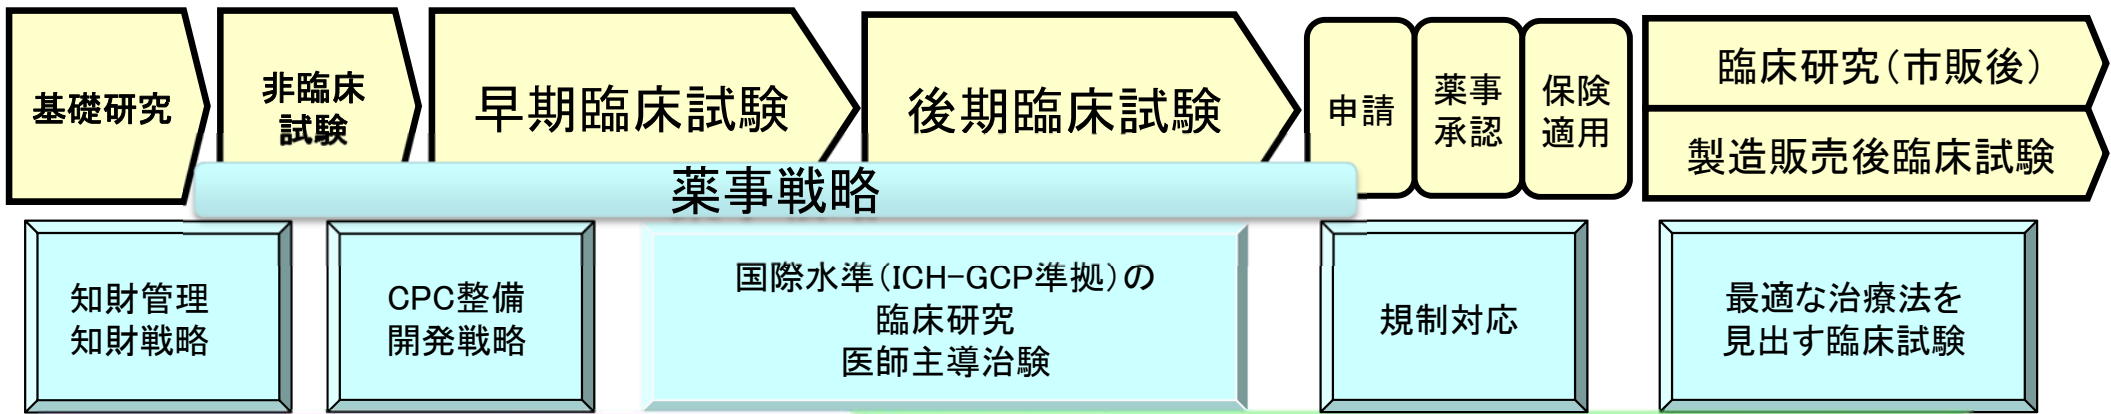 基礎研究
非臨床
試験
早期臨床試験
後期臨床試験
申請
薬事
承認
保険
適用
臨床研究（市販後）
製造販売後臨床試験
薬事戦略
知財管理
知財戦略
CPC整備
開発戦略
国際水準（ICH-GCP準拠）の
臨床研究
医師主導治験
規制対応
最適な治療法を
見出す臨床試験